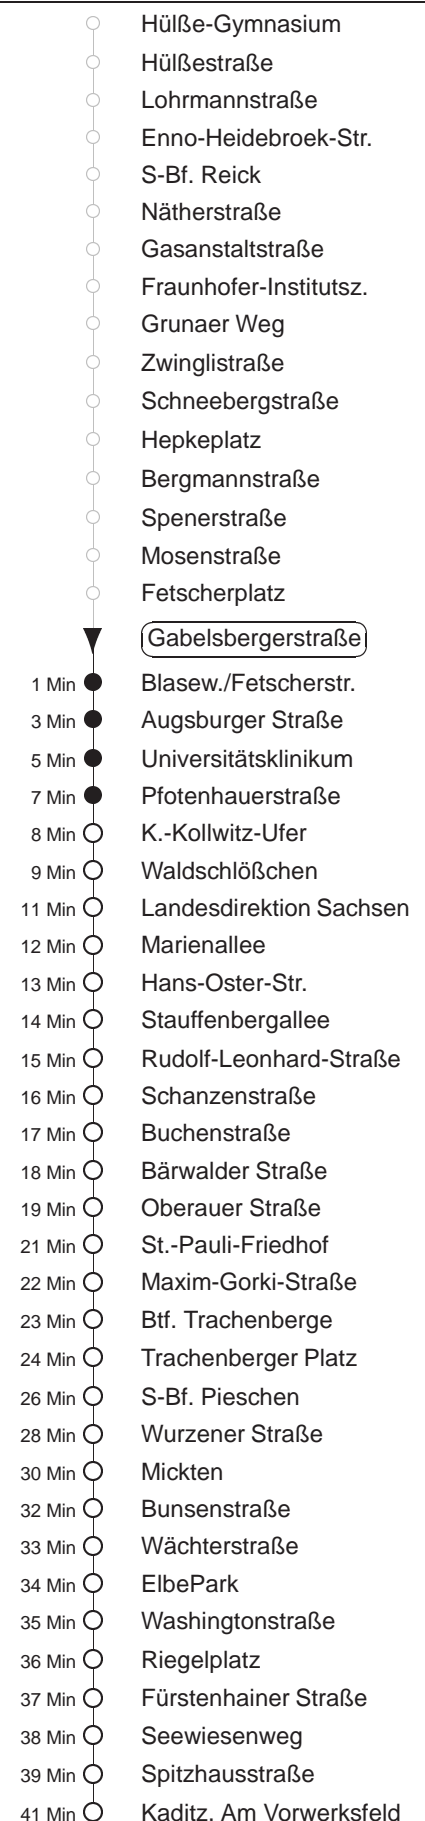 Hülße-Gymnasium
Hülßestraße
Lohrmannstraße
Enno-Heidebroek-Str.
S-Bf. Reick
Nätherstraße
Gasanstaltstraße
Fraunhofer-Institutsz.
Grunaer Weg
Zwinglistraße
Schneebergstraße
Hepkeplatz
Bergmannstraße
Spenerstraße
Mosenstraße
Fetscherplatz
Gabelsbergerstraße
1 Min Blasew./Fetscherstr.
3 Min Augsburger Straße
5 Min Universitätsklinikum
7 Min Pfotenhauerstraße
8 Min K.-Kollwitz-Ufer
9 Min Waldschlößchen
11 Min Landesdirektion Sachsen
12 Min Marienallee
13 Min Hans-Oster-Str.
14 Min Stauffenbergallee
15 Min Rudolf-Leonhard-Straße
16 Min Schanzenstraße
17 Min Buchenstraße
18 Min Bärwalder Straße
19 Min Oberauer Straße
21 Min St.-Pauli-Friedhof
22 Min Maxim-Gorki-Straße
23 Min Btf. Trachenberge
24 Min Trachenberger Platz
26 Min S-Bf. Pieschen
28 Min Wurzener Straße
30 Min Mickten
32 Min Bunsenstraße
33 Min Wächterstraße
34 Min ElbePark
35 Min Washingtonstraße
36 Min Riegelplatz
37 Min Fürstenhainer Straße
38 Min Seewiesenweg
39 Min Spitzhausstraße
41 Min Kaditz, Am Vorwerksfeld